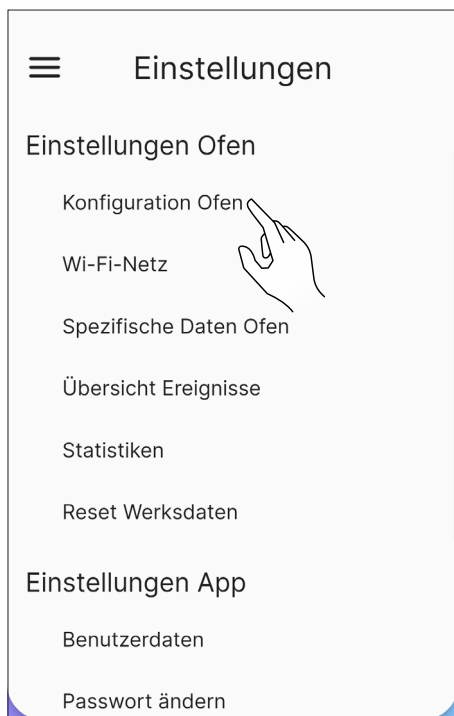 Einstellungen
Einstellungen Ofen
Konfiguration Ofen
Wi-Fi-Netz
Spezifische Daten Ofen
Übersicht Ereignisse
Statistiken
Reset Werksdaten
Einstellungen App
Benutzerdaten
Passwort ändern